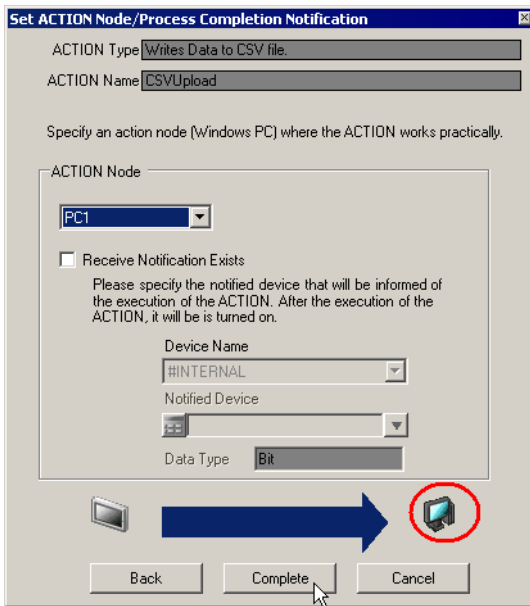 Set ACTION Node/Process Completion Notification
ACTION Type Writes Data to CSV file.
ACTION Name CSVUpload
Specify an action node (Windows PC) where the ACTION works practically.
ACTION Node
PC1
Receive Notification Exists
Please specify the notified device that will be informed of
the execution of the ACTION. After the execution of the
ACTION, it will be is turned on.
Device Name
#INTERNAL
Notified Device
Data Type Bit
Back Complete Cancel